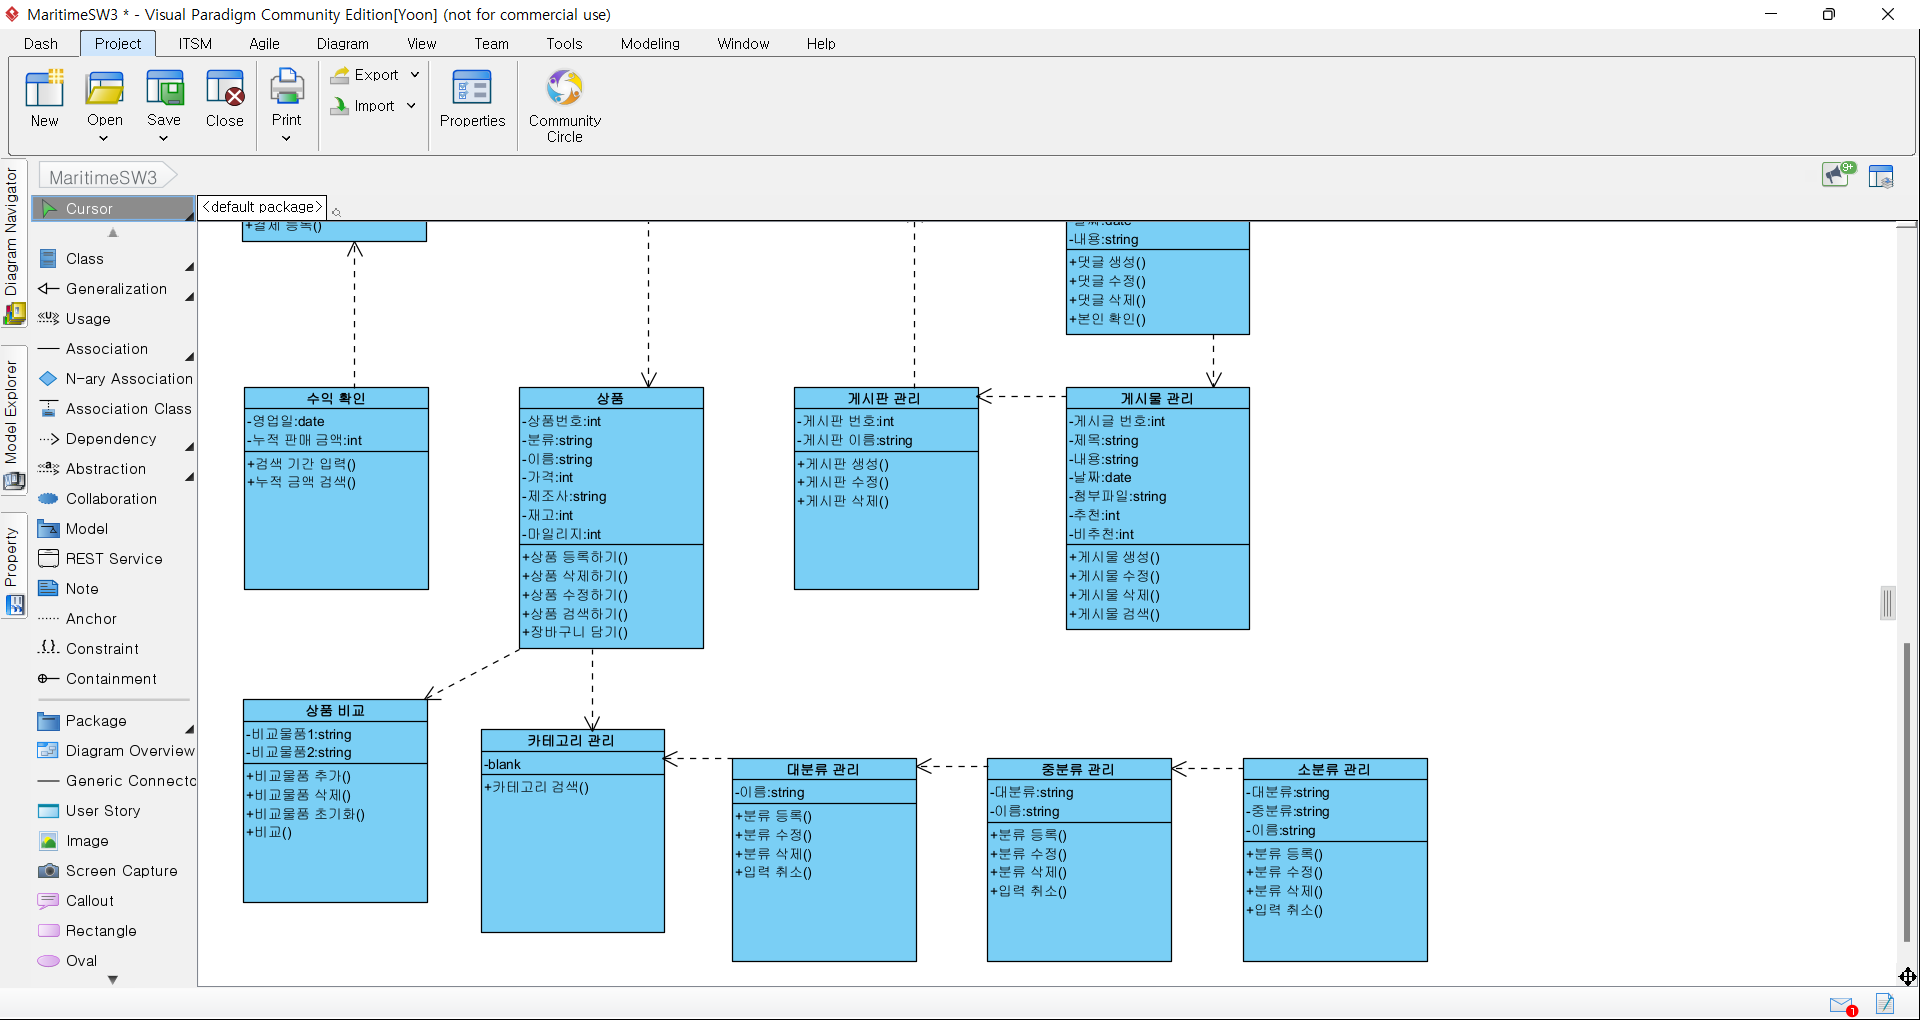 MaritimeSW3 * - Visual Paradigm Community Edition[Yoon] (not for commercial use)
Dash Project ITSM Agile Diagram View Team Tools Modeling Window Help
New Open Save Close Print Export Import Properties Community Circle
MaritimeSW3
9+
Diagram Navigator
Model Explorer
Property
Cursor
<default package>
Class
Generalization
«U» Usage
Association
N-ary Association
Association Class
Dependency
«a» Abstraction
Collaboration
Model
REST Service
Note
Anchor
{} Constraint
Containment
Package
Diagram Overview
Generic Connecto
User Story
Image
Screen Capture
Callout
Rectangle
Oval
+결제 등록()
-내용:string
+댓글 생성()
+댓글 수정()
+댓글 삭제()
+본인 확인()
수익 확인
-영업일:date
-누적 판매 금액:int
+검색 기간 입력()
+누적 금액 검색()
상품
-상품번호:int
-분류:string
-이름:string
-가격:int
-제조사:string
-재고:int
-마일리지:int
+상품 등록하기()
+상품 삭제하기()
+상품 수정하기()
+상품 검색하기()
+장바구니 담기()
게시판 관리
-게시판 번호:int
-게시판 이름:string
+게시판 생성()
+게시판 수정()
+게시판 삭제()
게시물 관리
-게시글 번호:int
-제목:string
-내용:string
-날짜:date
-첨부파일:string
-추천:int
-비추천:int
+게시물 생성()
+게시물 수정()
+게시물 삭제()
+게시물 검색()
상품 비교
-비교물품1:string
-비교물품2:string
+비교물품 추가()
+비교물품 삭제()
+비교물품 초기화()
+비교()
카테고리 관리
-blank
+카테고리 검색()
대분류 관리
-이름:string
+분류 등록()
+분류 수정()
+분류 삭제()
+입력 취소()
중분류 관리
-대분류:string
-이름:string
+분류 등록()
+분류 수정()
+분류 삭제()
+입력 취소()
소분류 관리
-대분류:string
-중분류:string
-이름:string
+분류 등록()
+분류 수정()
+분류 삭제()
+입력 취소()
1